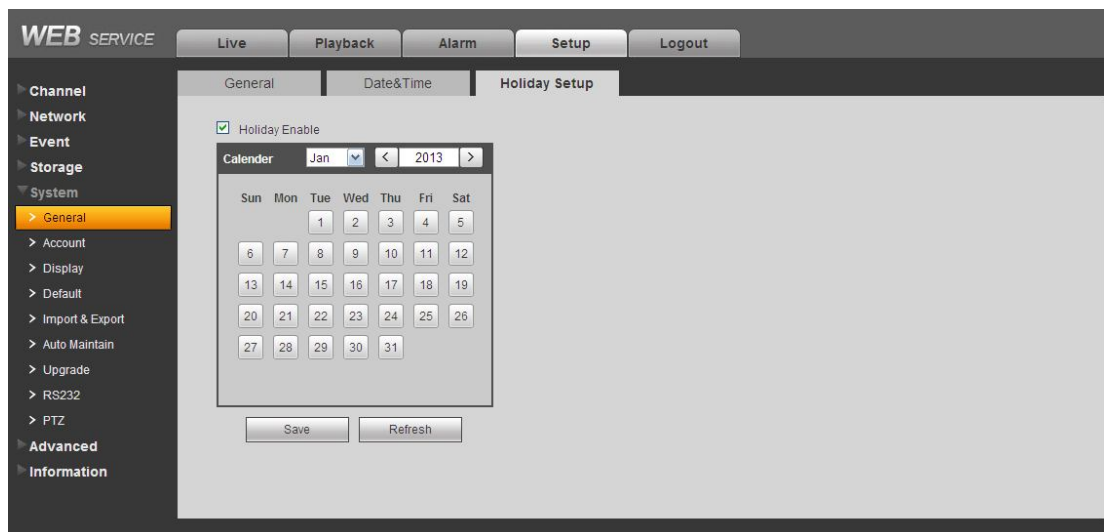 WEB SERVICE
Live Playback Alarm Setup Logout
General Date&Time Holiday Setup
Channel
Network
Event
Storage
System
> General
> Account
> Display
> Default
> Import & Export
> Auto Maintain
> Upgrade
> RS232
> PTZ
Advanced
Information
Holiday Enable
Calender Jan < 2013 >
Sun Mon Tue Wed Thu Fri Sat
1 2 3 4 5
6 7 8 9 10 11 12
13 14 15 16 17 18 19
20 21 22 23 24 25 26
27 28 29 30 31
Save Refresh